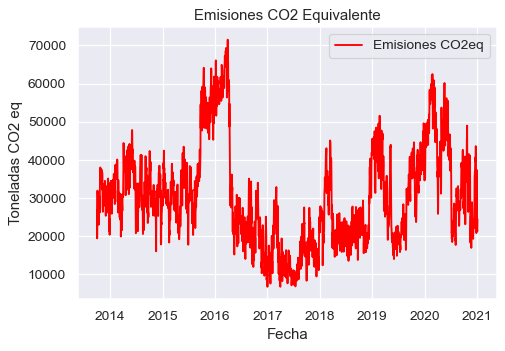 Emisiones CO2 Equivalente
Emisiones CO2eq
Toneladas CO2 eq
70000
60000
50000
40000
30000
20000
10000
2014 2015 2016 2017 2018 2019 2020 2021
Fecha